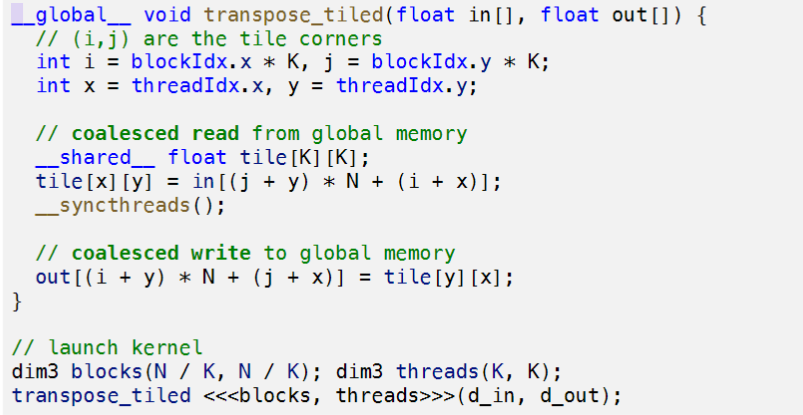 __global__ void transpose_tiled(float in[], float out[]) {
// (i,j) are the tile corners
int i = blockIdx.x * K, j = blockIdx.y * K;
int x = threadIdx.x, y = threadIdx.y;
// coalesced read from global memory
__shared__ float tile[K][K];
tile[x][y] = in[(j + y) * N + (i + x)];
__syncthreads();
// coalesced write to global memory
out[(i + y) * N + (j + x)] = tile[y][x];
}
// launch kernel
dim3 blocks(N / K, N / K); dim3 threads(K, K);
transpose_tiled <<<blocks, threads>>>(d_in, d_out);